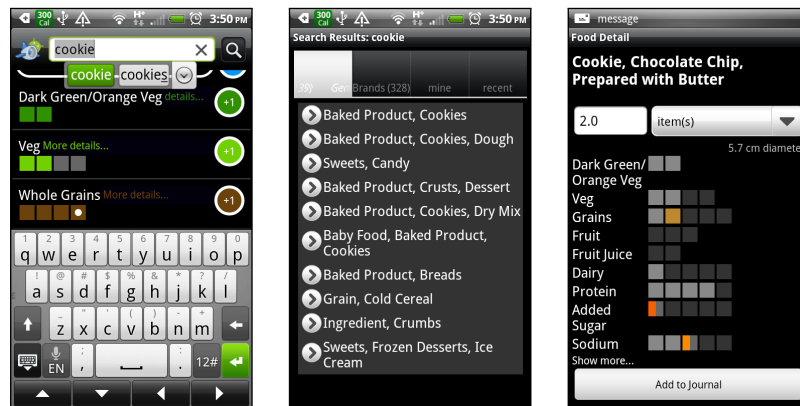 300
Cal
H+
3:50 PM
cookie
cookie
cookies
Dark Green/Orange Veg details...
+1
Veg More details...
+1
Whole Grains More details...
+1
1 2 3 4 5 6 7 8 9 0
q w e r t y u i o p
! @ # $ % & * ? /
a s d f g h j k l
_ " ' ( ) - +
z x c v b n m
EN
, ; : .
12#
300
Cal
H+
3:50 PM
Search Results: cookie
39) Gen Brands (328) mine recent
Baked Product, Cookies
Baked Product, Cookies, Dough
Sweets, Candy
Baked Product, Crusts, Dessert
Baked Product, Cookies, Dry Mix
Baby Food, Baked Product,
Cookies
Baked Product, Breads
Grain, Cold Cereal
Ingredient, Crumbs
Sweets, Frozen Desserts, Ice
Cream
message
Food Detail
Cookie, Chocolate Chip,
Prepared with Butter
2.0
item(s)
5.7 cm diamete
Dark Green/
Orange Veg
Veg
Grains
Fruit
Fruit Juice
Dairy
Protein
Added
Sugar
Sodium
Show more...
Add to Journal